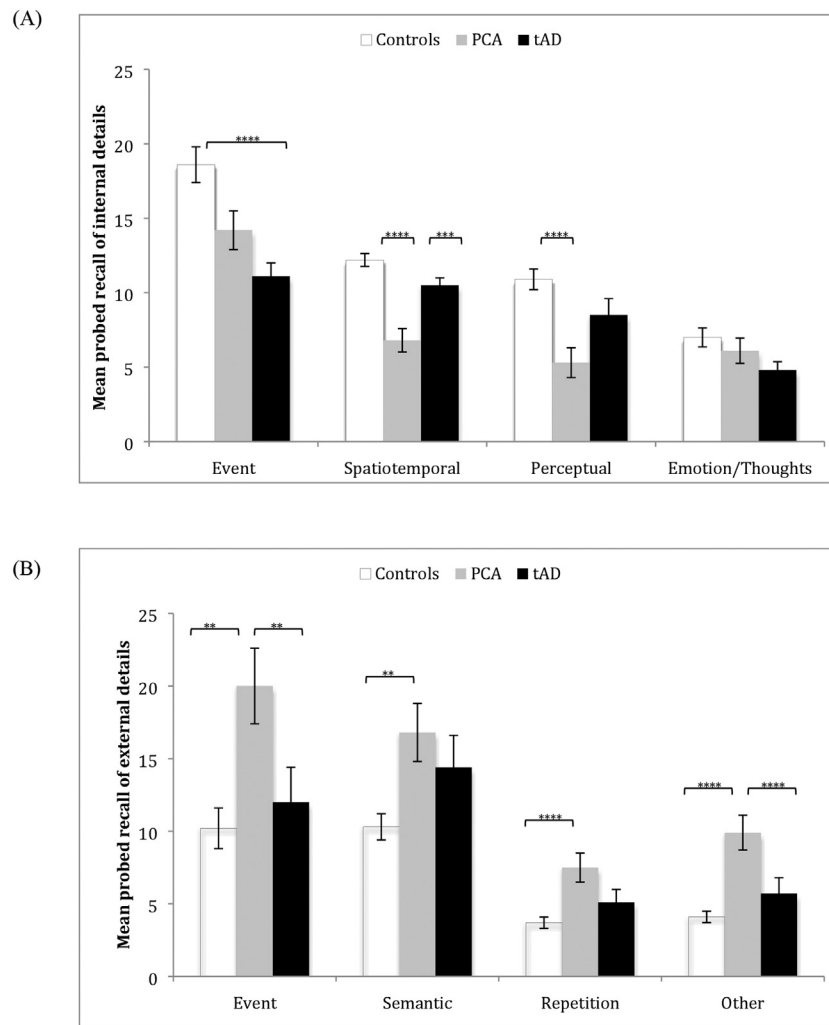 (A)
Controls PCA tAD
Mean probed recall of internal details
25
20
15
10
5
0
****
**** ***
****
Event Spatiotemporal Perceptual Emotion/Thoughts
(B)
Controls PCA tAD
Mean probed recall of external details
25
20
15
10
5
0
** **
**
****
**** ****
Event Semantic Repetition Other